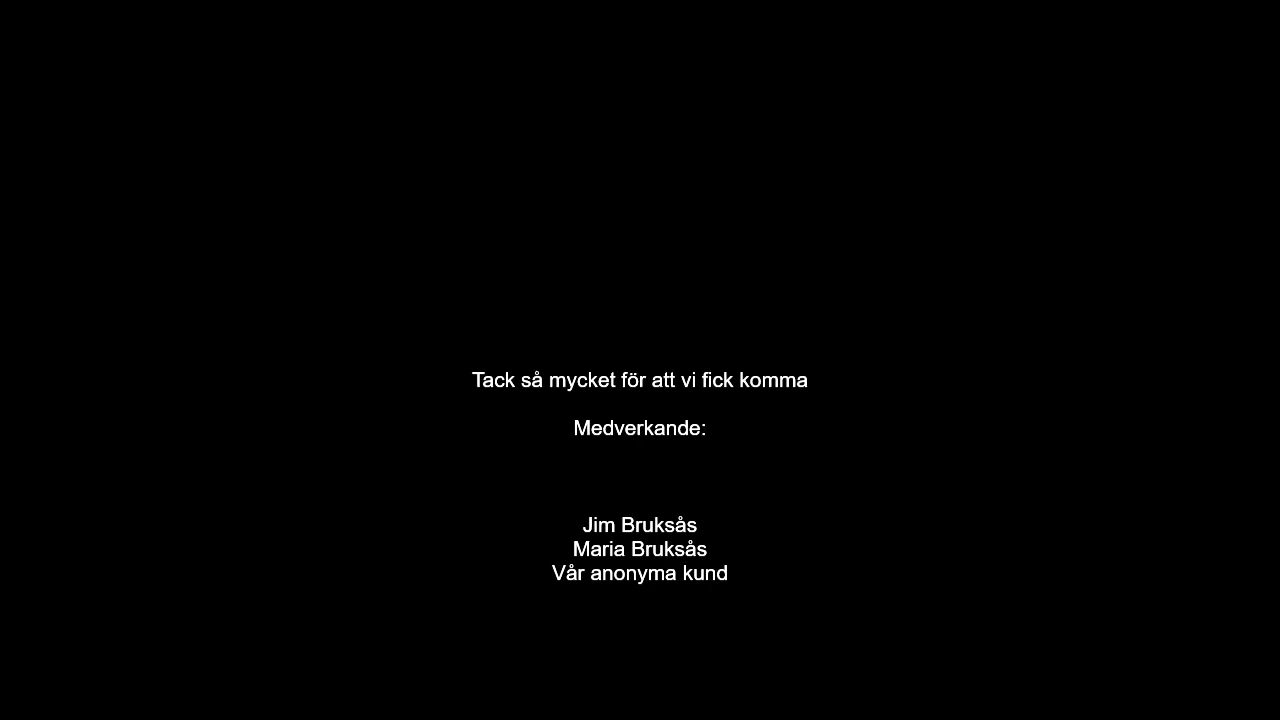 Tack så mycket för att vi fick komma
Medverkande:
Jim Bruksås
Maria Bruksås
Vår anonyma kund